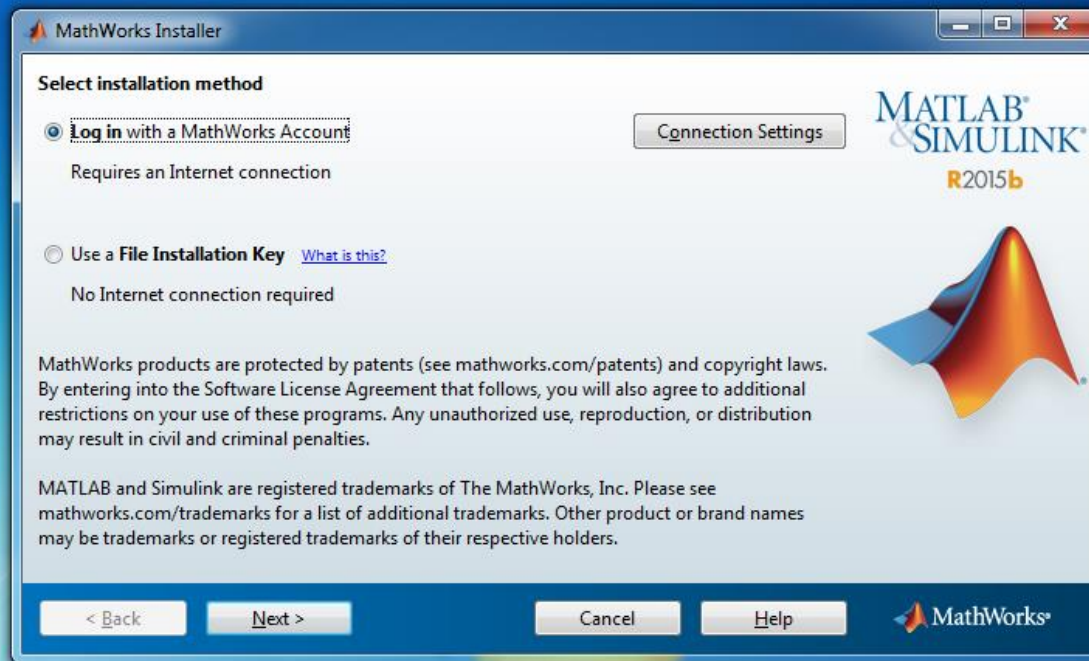 MathWorks Installer
Select installation method
Log in with a MathWorks Account
Connection Settings
Requires an Internet connection
Use a File Installation Key What is this?
No Internet connection required
MathWorks products are protected by patents (see mathworks.com/patents) and copyright laws.
By entering into the Software License Agreement that follows, you will also agree to additional
restrictions on your use of these programs. Any unauthorized use, reproduction, or distribution
may result in civil and criminal penalties.
MATLAB and Simulink are registered trademarks of The MathWorks, Inc. Please see
mathworks.com/trademarks for a list of additional trademarks. Other product or brand names
may be trademarks or registered trademarks of their respective holders.
MATLAB®
&SIMULINK®
R2015b
< Back Next > Cancel Help MathWorks®